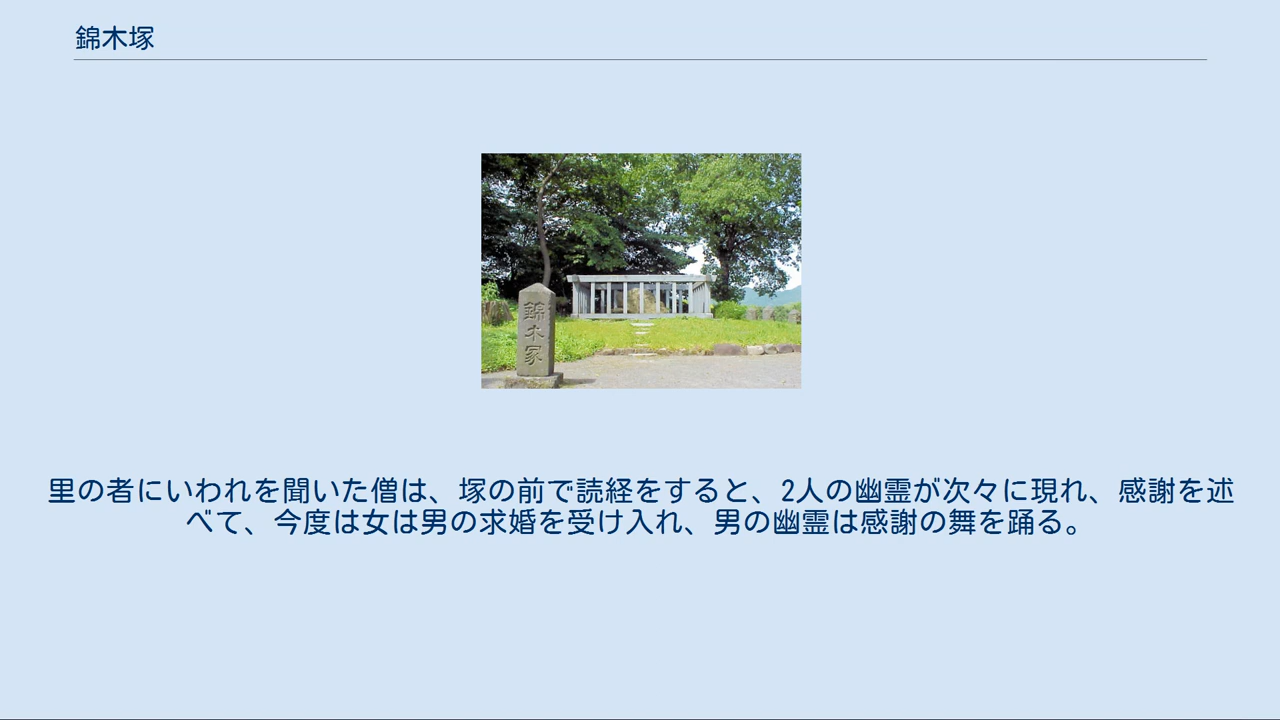 錦木塚
錦
木
塚
里の者にいわれを聞いた僧は、塚の前で読経をすると、2人の幽霊が次々に現れ、感謝を述
べて、今度は女は男の求婚を受け入れ、男の幽霊は感謝の舞を踊る。